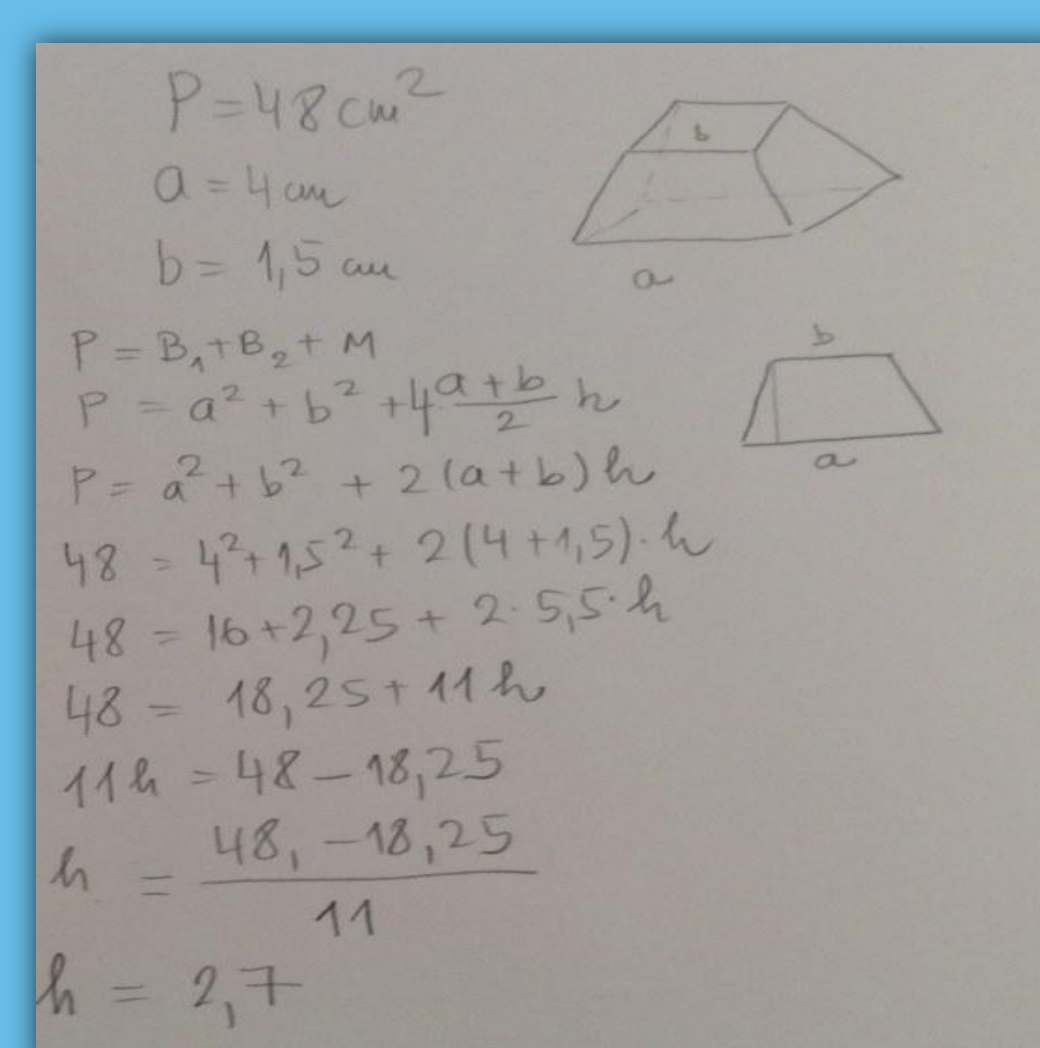 P = 48 cm²
a = 4 cm
b = 1,5 cm
b
a
P = B₁ + B₂ + M
P = a² + b² + 4 · (a + b)/2 h
P = a² + b² + 2 (a + b) h
b
a
48 = 4² + 1,5² + 2 (4 + 1,5) · h
48 = 16 + 2,25 + 2 · 5,5 · h
48 = 18,25 + 11 h
11 h = 48 – 18,25
h = (48, – 18,25)/11
h = 2,7